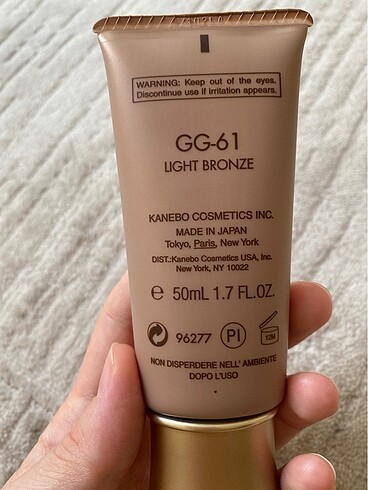 WARNING: Keep out of the eyes.
Discontinue use if irritation appears.
GG-61
LIGHT BRONZE
KANEBO COSMETICS INC.
MADE IN JAPAN
Tokyo, Paris, New York
DIST.:Kanebo Cosmetics USA, Inc.
New York, NY 10022
℮ 50mL 1.7 FL.OZ.
96277 PI 12M
NON DISPERDERE NELL' AMBIENTE
DOPO L'USO